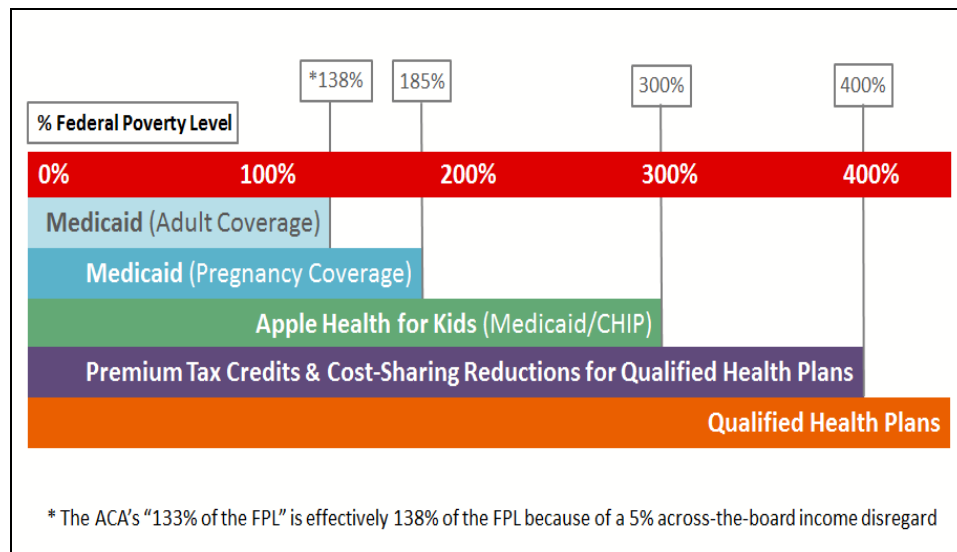 *138%
185%
300%
400%
% Federal Poverty Level
0% 100% 200% 300% 400%
Medicaid (Adult Coverage)
Medicaid (Pregnancy Coverage)
Apple Health for Kids (Medicaid/CHIP)
Premium Tax Credits & Cost-Sharing Reductions for Qualified Health Plans
Qualified Health Plans
* The ACA's “133% of the FPL” is effectively 138% of the FPL because of a 5% across-the-board income disregard